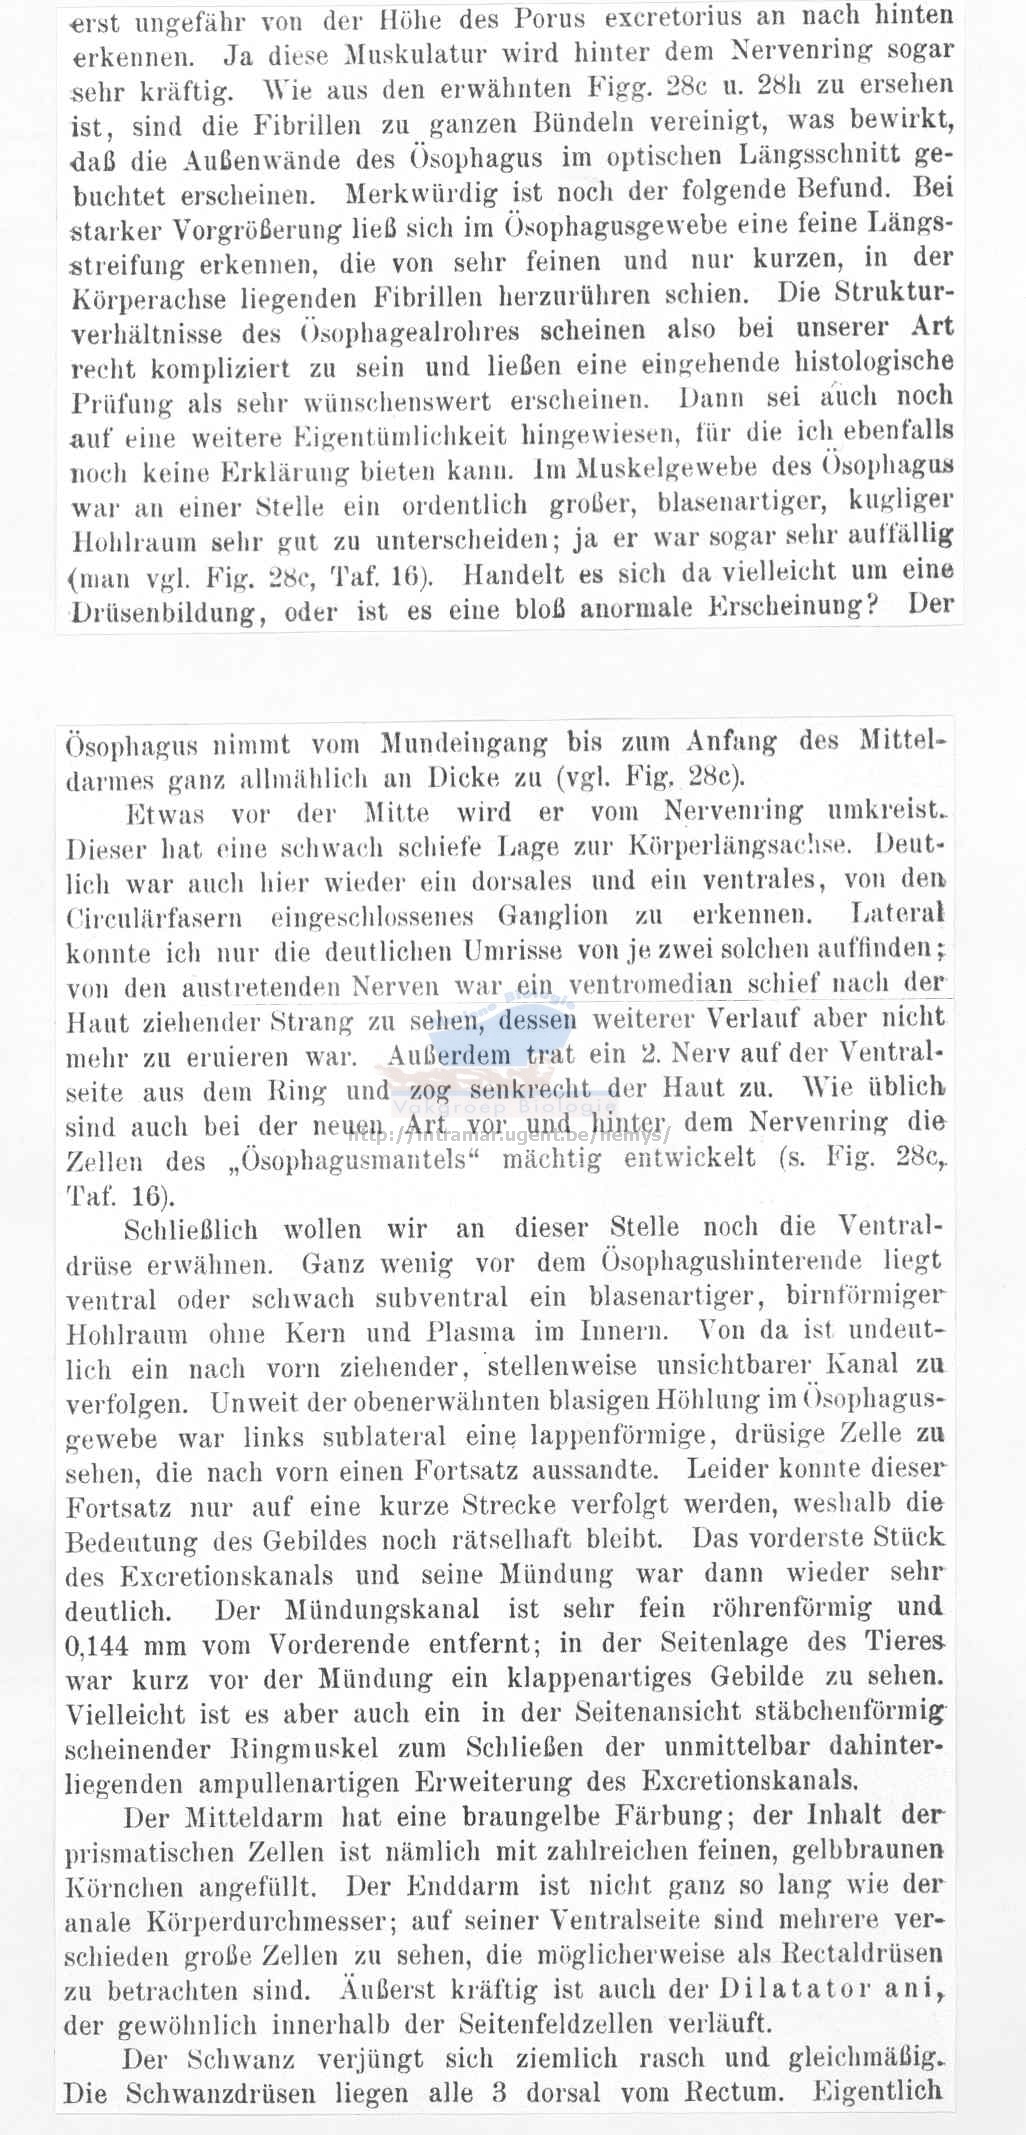 erst ungefähr von der Höhe des Porus excretorius an nach hinten
erkennen. Ja diese Muskulatur wird hinter dem Nervenring sogar
sehr kräftig. Wie aus den erwähnten Figg. 28c u. 28h zu ersehen
ist, sind die Fibrillen zu ganzen Bündeln vereinigt, was bewirkt,
daß die Außenwände des Ösophagus im optischen Längsschnitt ge-
buchtet erscheinen. Merkwürdig ist noch der folgende Befund. Bei
starker Vorgrößerung ließ sich im Ösophagusgewebe eine feine Längs-
streifung erkennen, die von sehr feinen und nur kurzen, in der
Körperachse liegenden Fibrillen herzurühren schien. Die Struktur-
verhältnisse des Ösophagealrohres scheinen also bei unserer Art
recht kompliziert zu sein und ließen eine eingehende histologische
Prüfung als sehr wünschenswert erscheinen. Dann sei auch noch
auf eine weitere Eigentümlichkeit hingewiesen, für die ich ebenfalls
noch keine Erklärung bieten kann. Im Muskelgewebe des Ösophagus
war an einer Stelle ein ordentlich großer, blasenartiger, kugliger
Hohlraum sehr gut zu unterscheiden; ja er war sogar sehr auffällig
(man vgl. Fig. 28c, Taf. 16). Handelt es sich da vielleicht um eine
Drüsenbildung, oder ist es eine bloß anormale Erscheinung? Der
Ösophagus nimmt vom Mundeingang bis zum Anfang des Mittel-
darmes ganz allmählich an Dicke zu (vgl. Fig. 28c).
Etwas vor der Mitte wird er vom Nervenring umkreist.
Dieser hat eine schwach schiefe Lage zur Körperlängsachse. Deut-
lich war auch hier wieder ein dorsales und ein ventrales, von den
Circulärfasern eingeschlossenes Ganglion zu erkennen. Lateral
konnte ich nur die deutlichen Umrisse von je zwei solchen auffinden;
von den austretenden Nerven war ein ventromedian schief nach der
Haut ziehender Strang zu sehen, dessen weiterer Verlauf aber nicht
mehr zu eruieren war. Außerdem trat ein 2. Nerv auf der Ventral-
seite aus dem Ring und zog senkrecht der Haut zu. Wie üblich
Vakgroep Biologie
sind auch bei der neuen Art vor und hinter dem Nervenring die
http://intramar.ugent.be/nemys/
Zellen des „Ösophagusmantels“ mächtig entwickelt (s. Fig. 28c,
Taf. 16).
Schließlich wollen wir an dieser Stelle noch die Ventral-
drüse erwähnen. Ganz wenig vor dem Ösophagushinterende liegt
ventral oder schwach subventral ein blasenartiger, birnförmiger
Hohlraum ohne Kern und Plasma im Innern. Von da ist undeut-
lich ein nach vorn ziehender, stellenweise unsichtbarer Kanal zu
verfolgen. Unweit der obenerwähnten blasigen Höhlung im Ösophagus-
gewebe war links sublateral eine lappenförmige, drüsige Zelle zu
sehen, die nach vorn einen Fortsatz aussandte. Leider konnte dieser
Fortsatz nur auf eine kurze Strecke verfolgt werden, weshalb die
Bedeutung des Gebildes noch rätselhaft bleibt. Das vorderste Stück
des Excretionskanals und seine Mündung war dann wieder sehr
deutlich. Der Mündungskanal ist sehr fein röhrenförmig und
0,144 mm vom Vorderende entfernt; in der Seitenlage des Tieres
war kurz vor der Mündung ein klappenartiges Gebilde zu sehen.
Vielleicht ist es aber auch ein in der Seitenansicht stäbchenförmig
scheinender Ringmuskel zum Schließen der unmittelbar dahinter-
liegenden ampullenartigen Erweiterung des Excretionskanals.
Der Mitteldarm hat eine braungelbe Färbung; der Inhalt der
prismatischen Zellen ist nämlich mit zahlreichen feinen, gelbbraunen
Körnchen angefüllt. Der Enddarm ist nicht ganz so lang wie der
anale Körperdurchmesser; auf seiner Ventralseite sind mehrere ver-
schieden große Zellen zu sehen, die möglicherweise als Rectaldrüsen
zu betrachten sind. Äußerst kräftig ist auch der Dilatator ani,
der gewöhnlich innerhalb der Seitenfeldzellen verläuft.
Der Schwanz verjüngt sich ziemlich rasch und gleichmäßig.
Die Schwanzdrüsen liegen alle 3 dorsal vom Rectum. Eigentlich